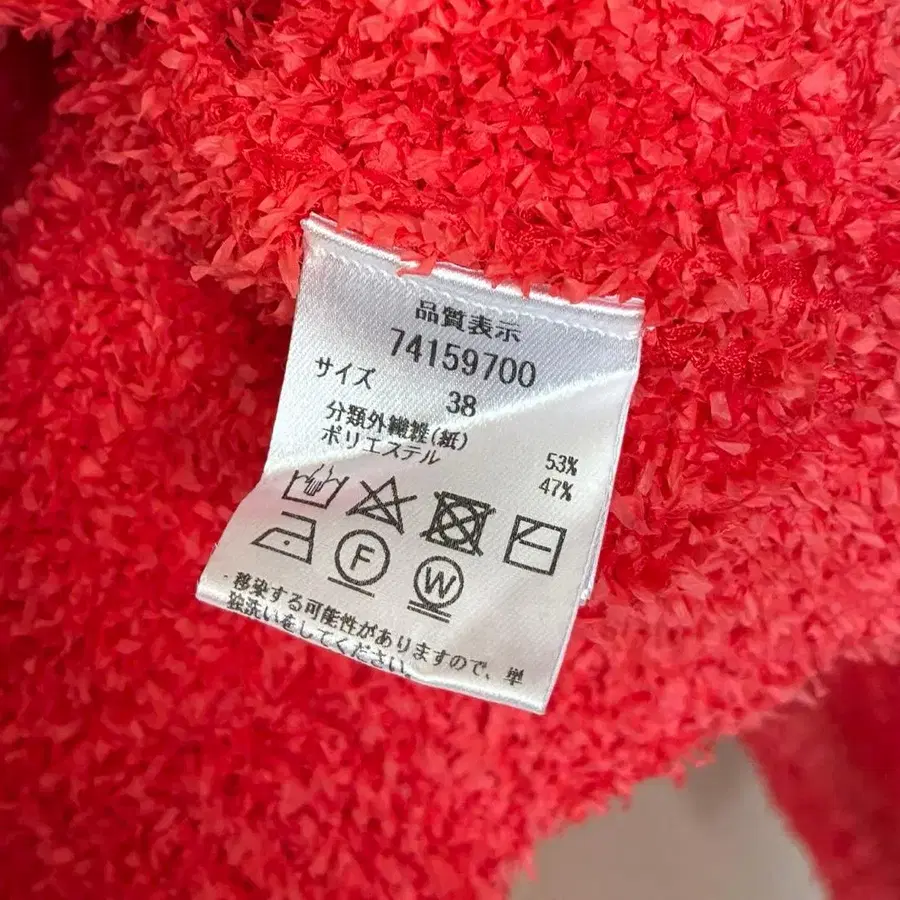 品質表示
74159700
サイズ 38
分類外繊維(紙) 53%
ポリエステル 47%
F
W
・移染する可能性がありますので、単
独洗いをしてください。